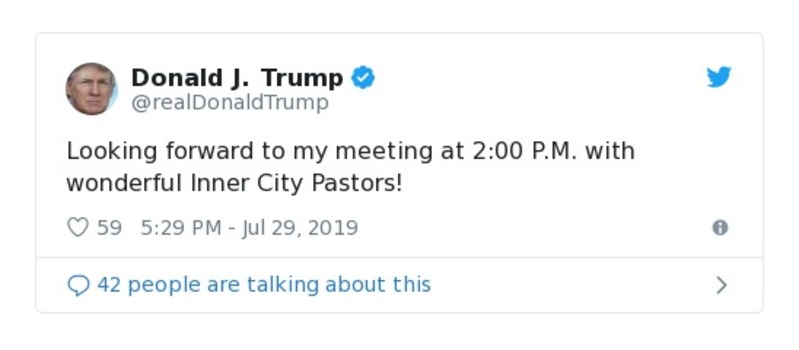 Donald J. Trump
@realDonaldTrump
Looking forward to my meeting at 2:00 P.M. with
wonderful Inner City Pastors!
59 5:29 PM - Jul 29, 2019
42 people are talking about this